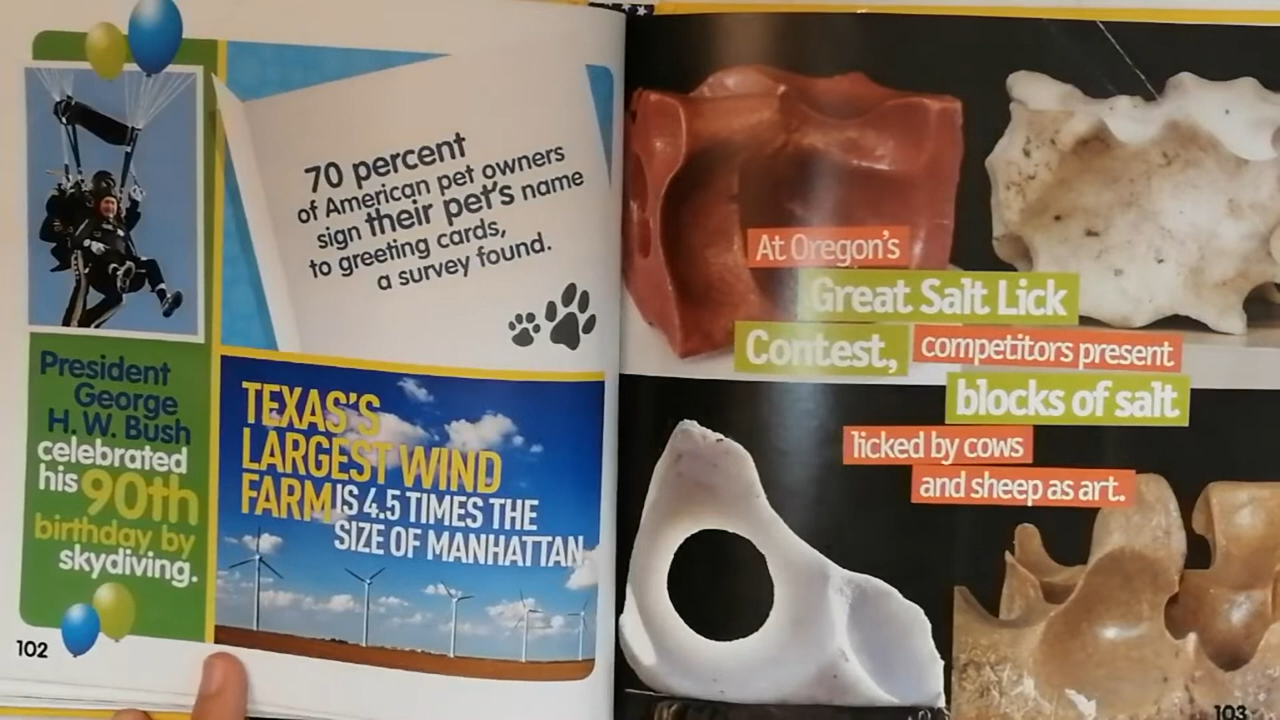 70 percent
of American pet owners
sign their pet's name
to greeting cards,
a survey found.
President
George
H. W. Bush
celebrated
his 90th
birthday by
skydiving.
TEXAS'S
LARGEST WIND
FARM IS 4.5 TIMES THE
SIZE OF MANHATTAN
102
At Oregon's
Great Salt Lick
Contest, competitors present
blocks of salt
licked by cows
and sheep as art.
103